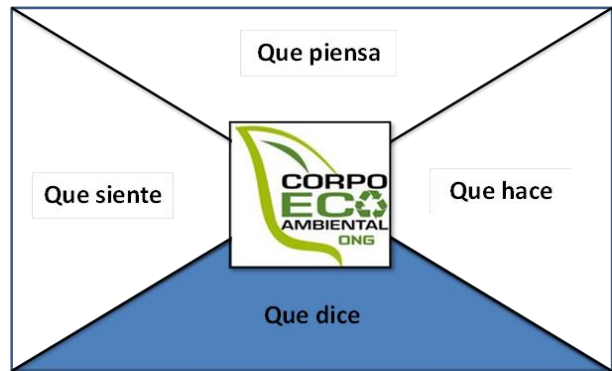 Que piensa
Que siente
CORPO
ECO
AMBIENTAL
ONG
Que hace
Que dice